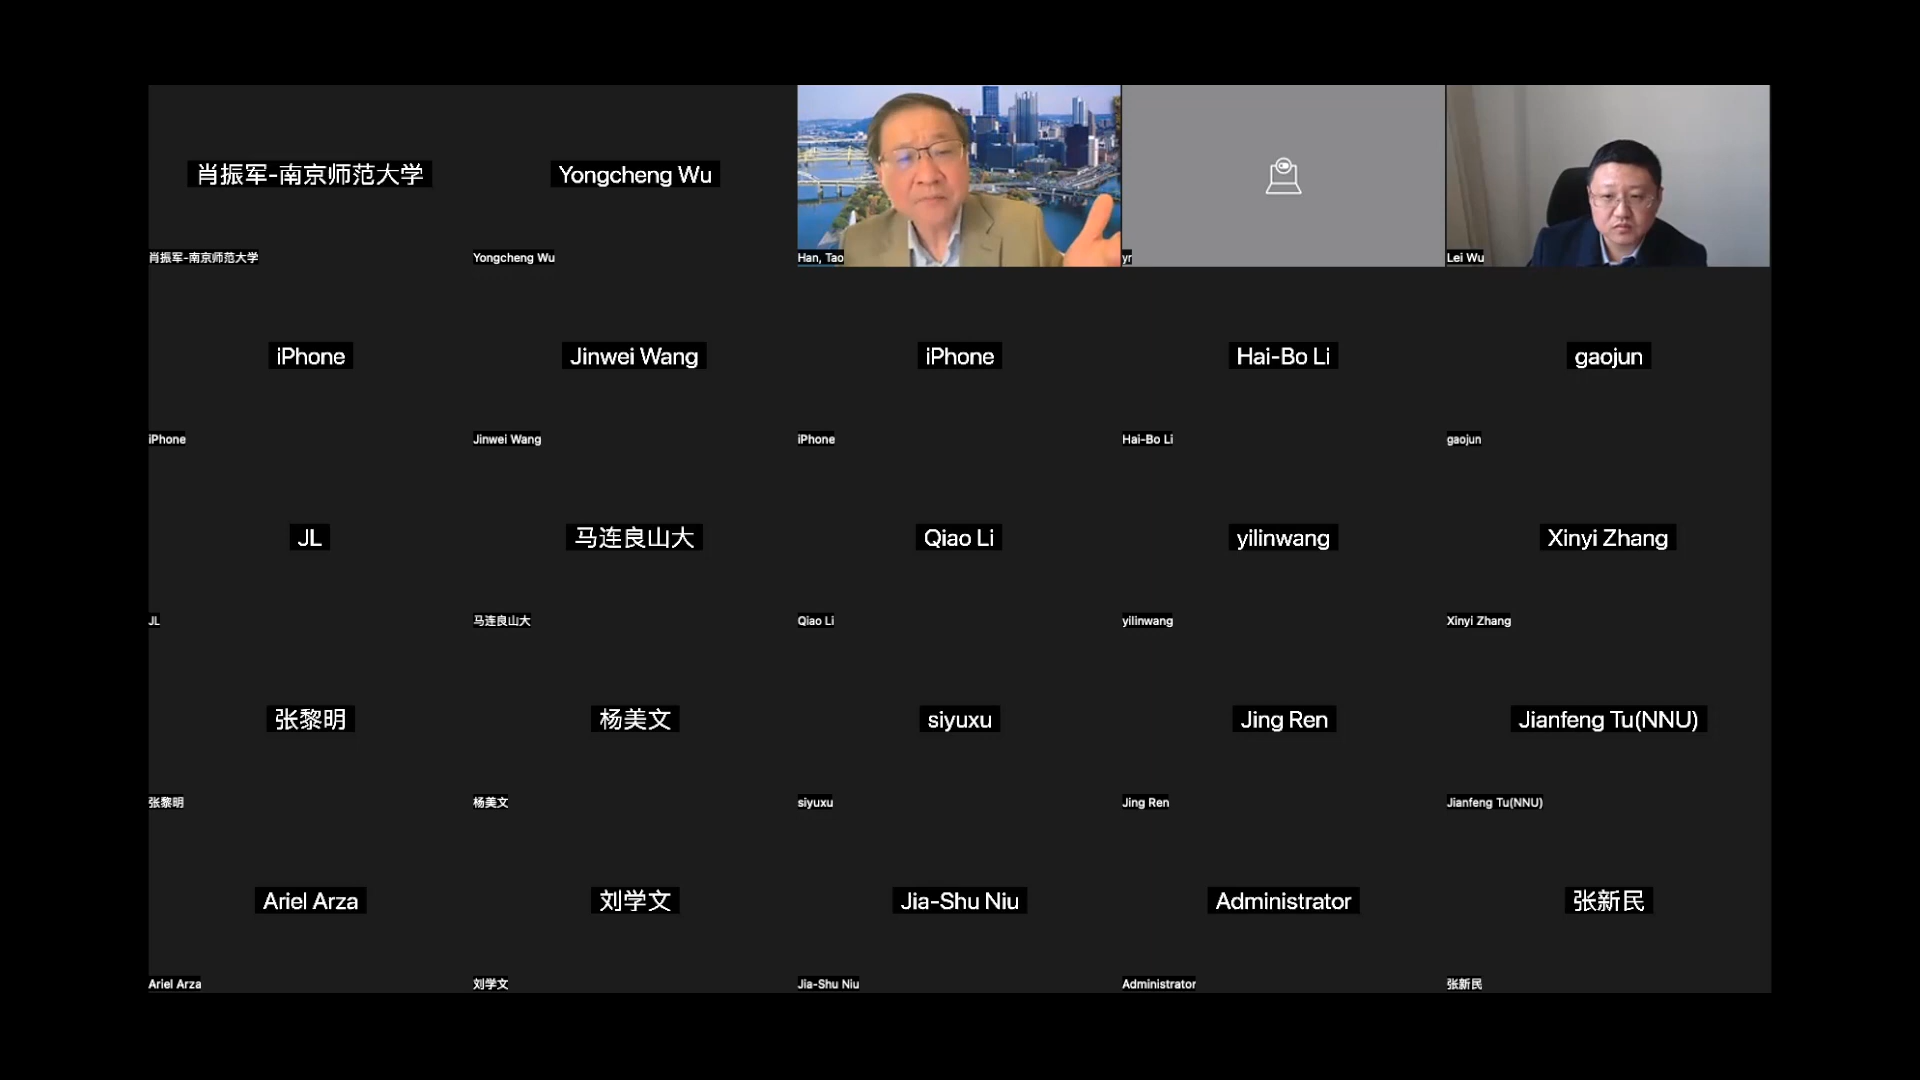 肖振军-南京师范大学
Yongcheng Wu
肖振军-南京师范大学
Yongcheng Wu
Han, Tao
yr
Lei Wu
iPhone
Jinwei Wang
iPhone
Hai-Bo Li
gaojun
iPhone
Jinwei Wang
iPhone
Hai-Bo Li
gaojun
JL
马连良山大
Qiao Li
yilinwang
Xinyi Zhang
JL
马连良山大
Qiao Li
yilinwang
Xinyi Zhang
张黎明
杨美文
siyuxu
Jing Ren
Jianfeng Tu(NNU)
张黎明
杨美文
siyuxu
Jing Ren
Jianfeng Tu(NNU)
Ariel Arza
刘学文
Jia-Shu Niu
Administrator
张新民
Ariel Arza
刘学文
Jia-Shu Niu
Administrator
张新民